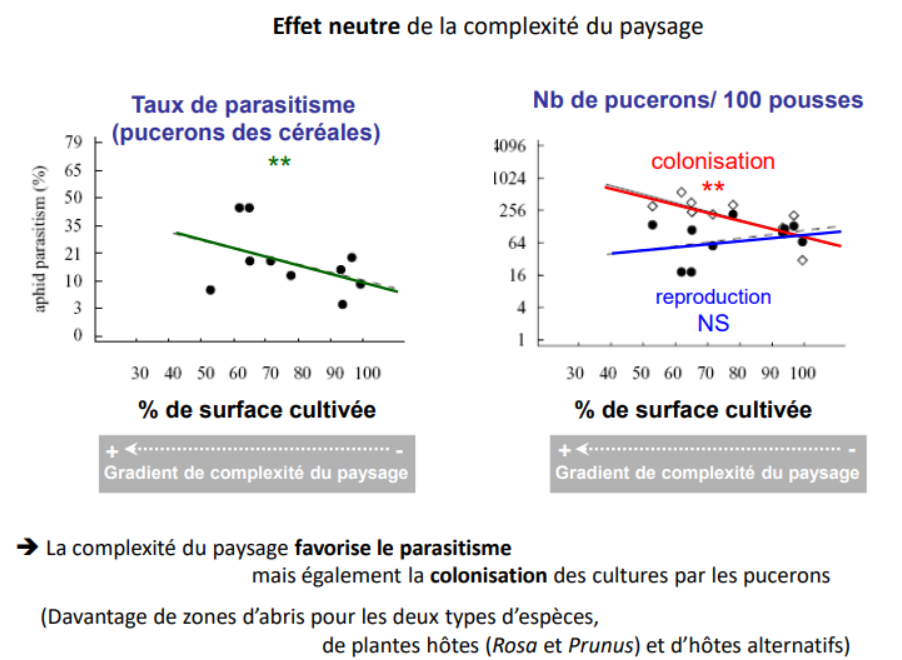 Effet neutre de la complexité du paysage
Taux de parasitisme
(pucerons des céréales)
**
aphid parasitism (%)
79
65
50
35
21
10
3
0
30 40 50 60 70 80 90 100
% de surface cultivée
+ -
Gradient de complexité du paysage
Nb de pucerons/ 100 pousses
4096
1024
256
64
16
4
1
colonisation
**
reproduction
NS
30 40 50 60 70 80 90 100
% de surface cultivée
+ -
Gradient de complexité du paysage
➔ La complexité du paysage favorise le parasitisme
mais également la colonisation des cultures par les pucerons
(Davantage de zones d'abris pour les deux types d'espèces,
de plantes hôtes (Rosa et Prunus) et d'hôtes alternatifs)